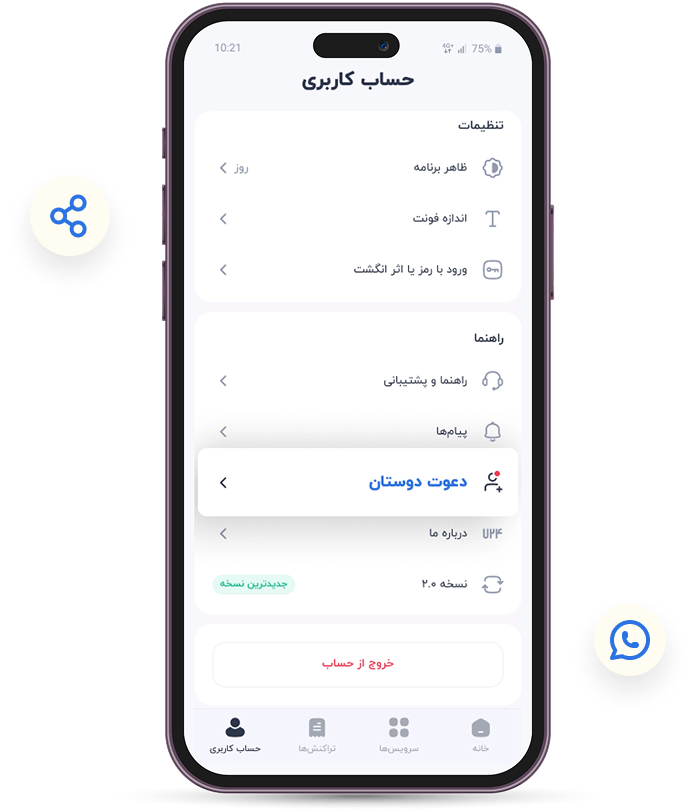 10:21
4G+ 75%
حساب کاربری
تنظیمات
ظاهر برنامه روز
اندازه فونت
ورود با رمز یا اثر انگشت
راهنما
راهنما و پشتیبانی
پیام‌ها
دعوت دوستان
درباره ما
نسخه ۲.۰ جدیدترین نسخه
خروج از حساب
خانه سرویس‌ها تراکنش‌ها حساب کاربری